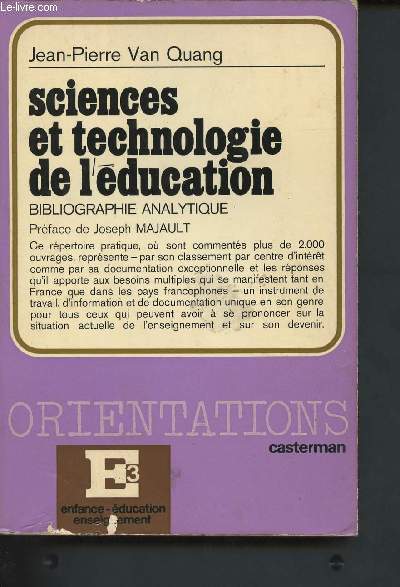 Le-livre.com
Jean-Pierre Van Quang
sciences
et technologie
de l'éducation
BIBLIOGRAPHIE ANALYTIQUE
Préface de Joseph MAJAULT
Ce répertoire pratique, où sont commentés plus de 2.000
ouvrages, représente - par son classement par centre d'intérêt
comme par sa documentation exceptionnelle et les réponses
qu'il apporte aux besoins multiples qui se manifestent tant en
France que dans les pays francophones - un instrument de
travail, d'information et de documentation unique en son genre
pour tous ceux qui peuvent avoir à se prononcer sur la
situation actuelle de l'enseignement et sur son devenir.
ORIENTATIONS
casterman
E3
enfance - éducation
enseignement